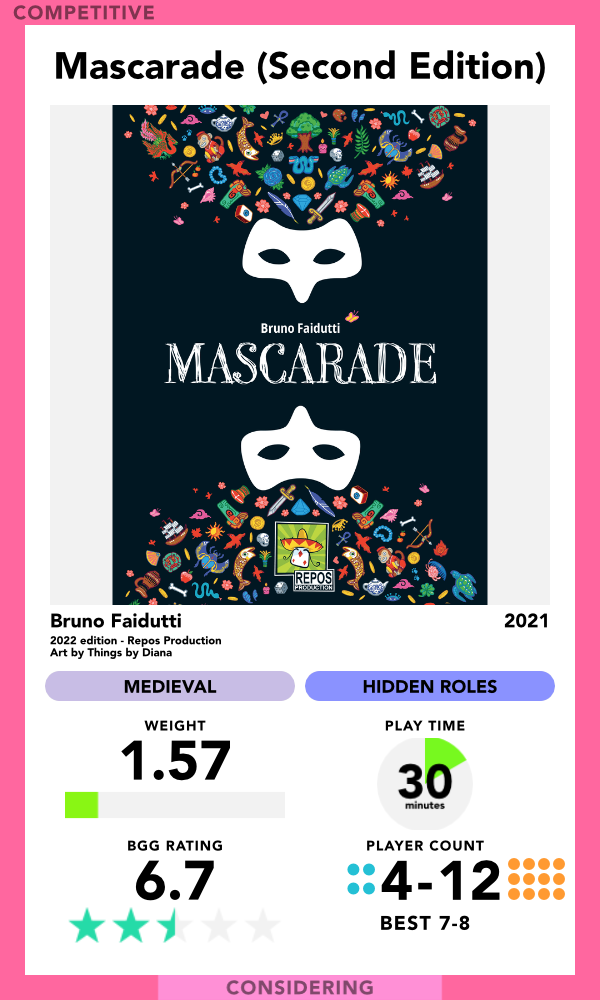 COMPETITIVE
Mascarade (Second Edition)
Bruno Faidutti
MASCARADE
REPOS
PRODUCTION
Bruno Faidutti 2021
2022 edition - Repos Production
Art by Things by Diana
MEDIEVAL HIDDEN ROLES
WEIGHT PLAY TIME
1.57 30
minutes
BGG RATING PLAYER COUNT
6.7 4-12
BEST 7-8
CONSIDERING